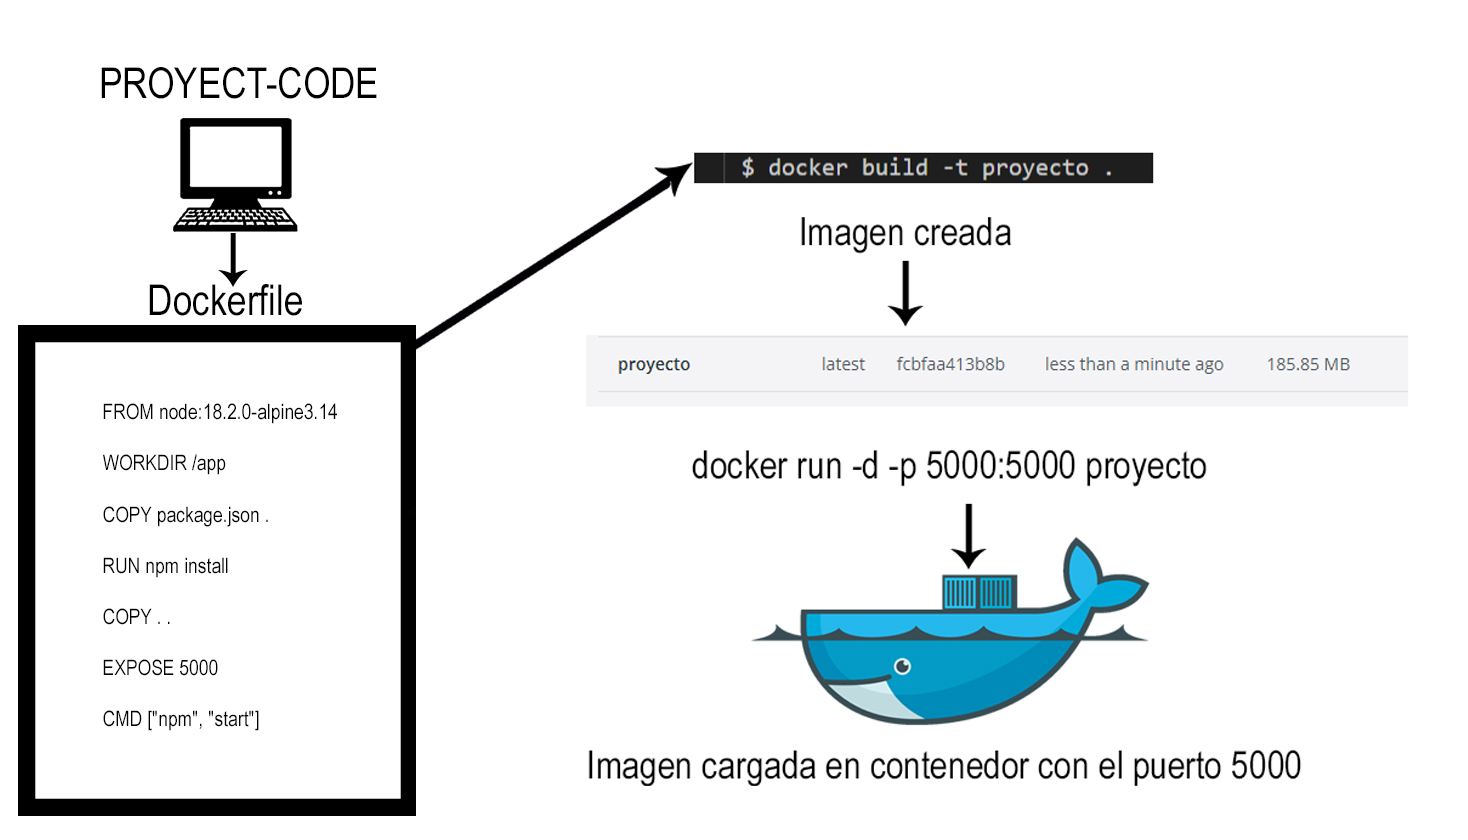 PROYECT-CODE
Dockerfile
FROM node:18.2.0-alpine3.14
WORKDIR /app
COPY package.json .
RUN npm install
COPY . .
EXPOSE 5000
CMD ["npm", "start"]
$ docker build -t proyecto .
Imagen creada
proyecto latest fcbfaa413b8b less than a minute ago 185.85 MB
docker run -d -p 5000:5000 proyecto
Imagen cargada en contenedor con el puerto 5000